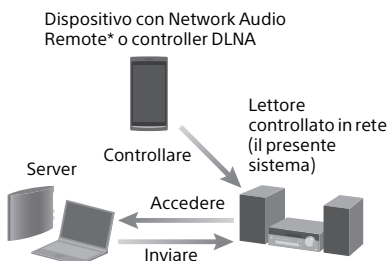 Dispositivo con Network Audio
Remote* o controller DLNA
Lettore
controllato in rete
(il presente
sistema)
Controllare
Server
Accedere
Inviare